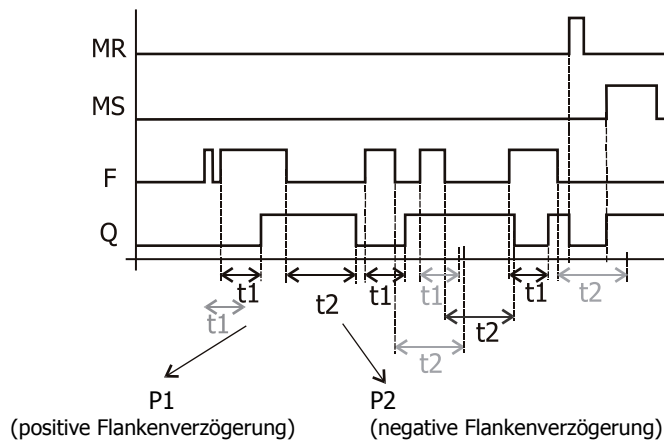 MR
MS
F
Q
t1
t2
t1
t1
t1
t2
t1
t2
t2
P1
(positive Flankenverzögerung)
P2
(negative Flankenverzögerung)